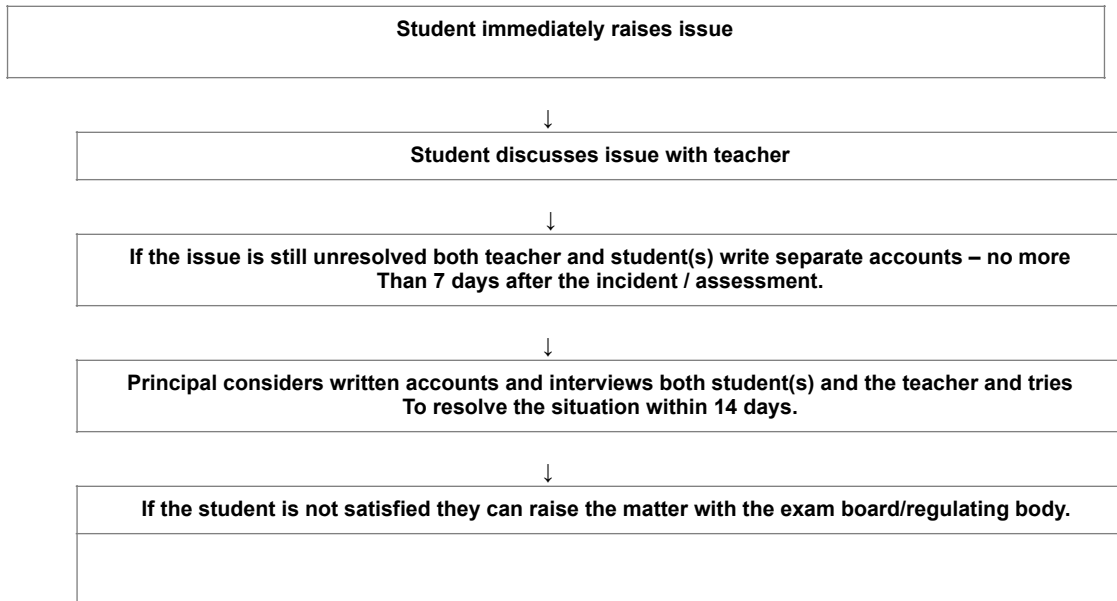 Student immediately raises issue
↓
Student discusses issue with teacher
↓
If the issue is still unresolved both teacher and student(s) write separate accounts – no more
Than 7 days after the incident / assessment.
↓
Principal considers written accounts and interviews both student(s) and the teacher and tries
To resolve the situation within 14 days.
↓
If the student is not satisfied they can raise the matter with the exam board/regulating body.